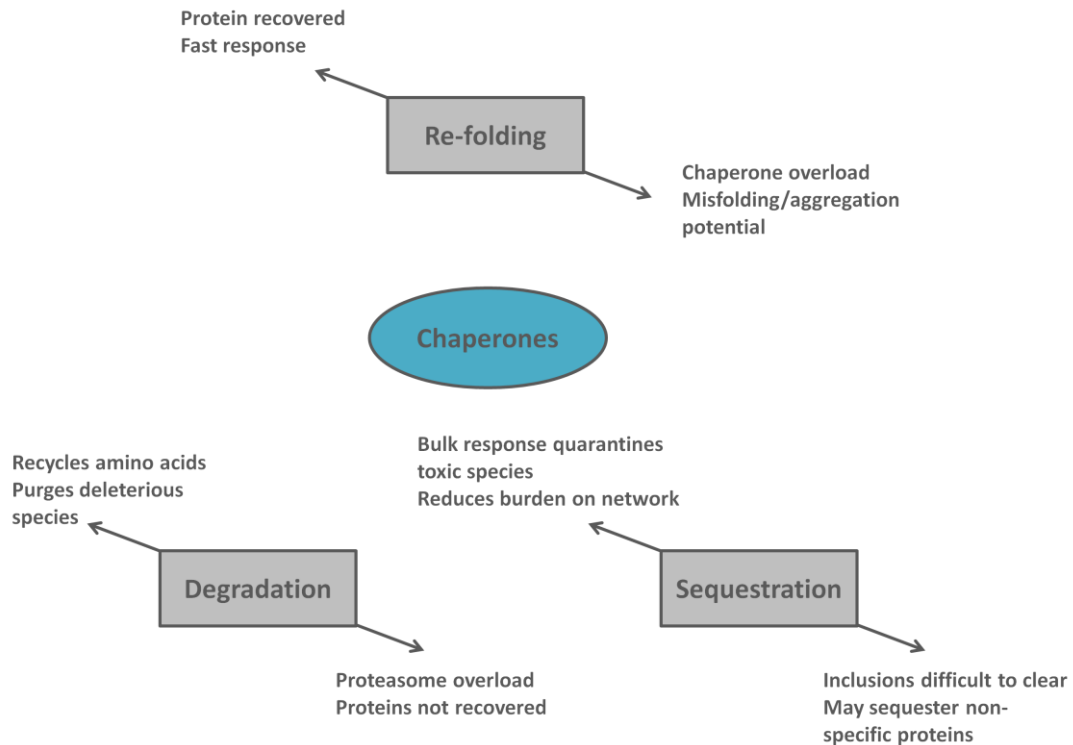 Protein recovered
Fast response
Re-folding
Chaperone overload
Misfolding/aggregation
potential
Chaperones
Bulk response quarantines
toxic species
Reduces burden on network
Recycles amino acids
Purges deleterious
species
Degradation
Sequestration
Proteasome overload
Proteins not recovered
Inclusions difficult to clear
May sequester non-
specific proteins